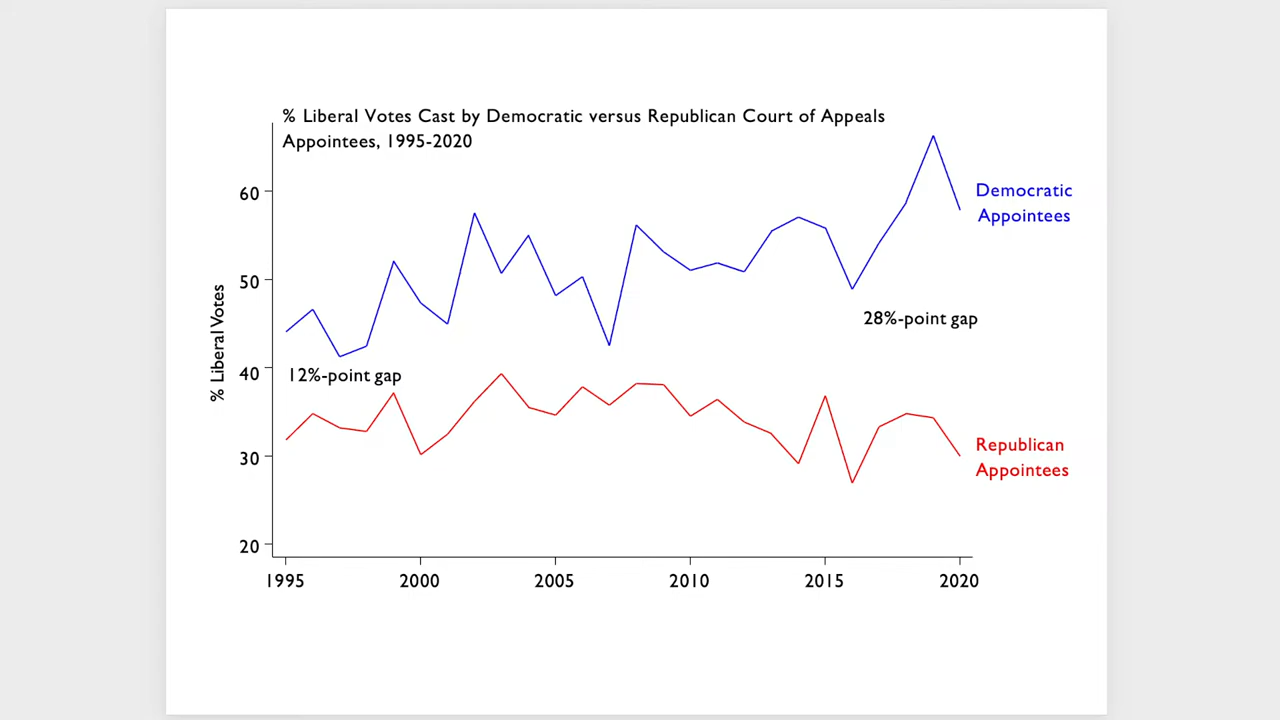 % Liberal Votes Cast by Democratic versus Republican Court of Appeals
Appointees, 1995-2020
% Liberal Votes
60
50
40
30
20
Democratic
Appointees
28%-point gap
12%-point gap
Republican
Appointees
1995
2000
2005
2010
2015
2020